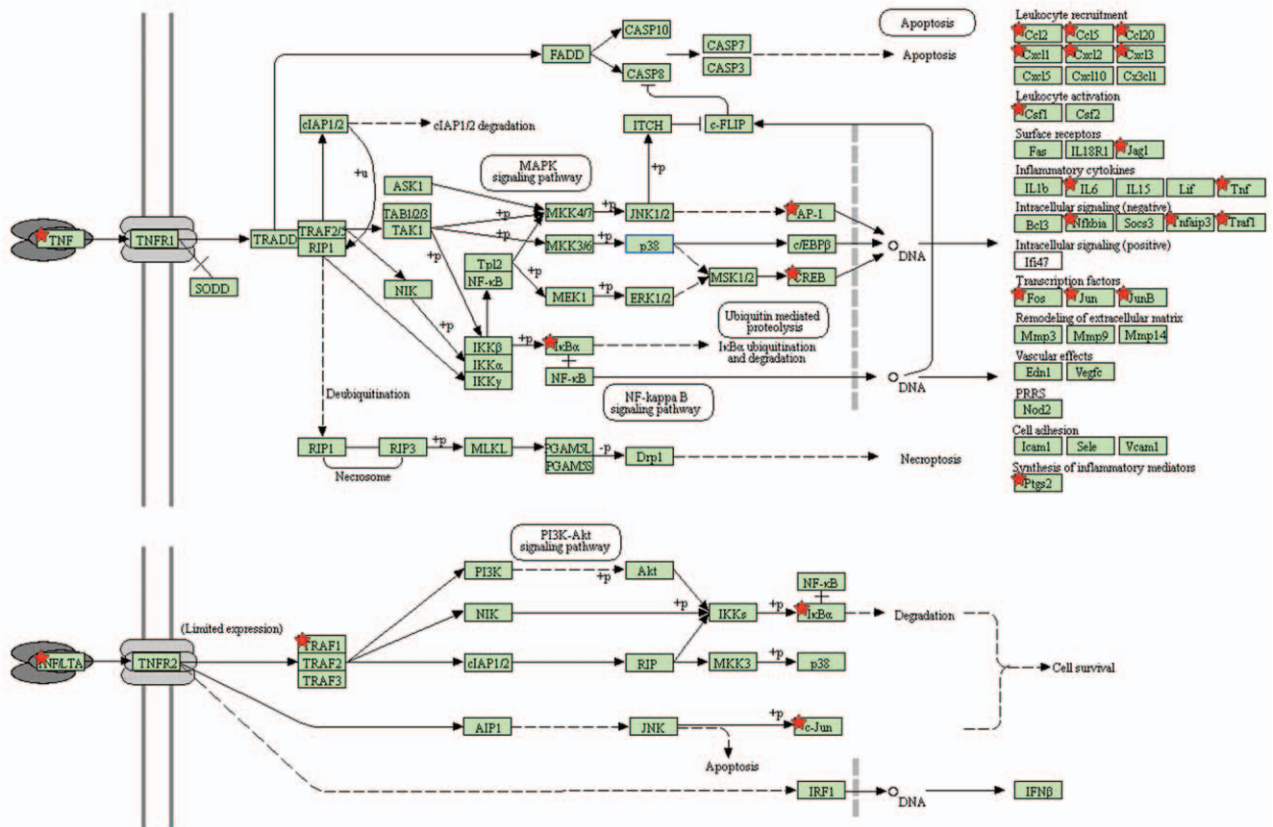 Apoptosis
Leukocyte recruitment
CASP10
Ccl2 Ccl5 Ccl20
FADD CASP7 Apoptosis
Cxcl1 Cxcl2 Cxcl3
CASP8 CASP3
Cxcl5 Cxcl10 Cx3cl1
Leukocyte activation
cIAP1/2 cIAP1/2 degradation ITCH c-FLIP
Csf1 Csf2
Surface receptors
+u MAPK
signaling pathway
+p
Fas IL18R1 Jag1
ASK1
Inflammatory cytokines
IL1b IL6 IL15 Lif Tnf
TAB1/2/3 +p MKK4/7 +p JNK1/2 AP-1
Intracellular signaling (negative)
TRAF2/5 TAK1
Bcl3 Nfkbia Socs3 Tnfaip3 Traf1
TNF TNFR1 TRADD RIP1 +p MKK3/6 +p p38 c/EBPβ DNA
Intracellular signaling (positive)
Ifi47
SODD NIK Tpl2 NF-κB MSK1/2 +p CREB
Transcription factors
MEK1 +p ERK1/2
Fos Jun JunB
+p
Ubiquitin mediated
proteolysis
Remodeling of extracellular matrix
Mmp3 Mmp9 Mmp14
IKKβ +p IκBα IκBα ubiquitination
and degradation
IKKα
Vascular effects
IKKγ NF-κB DNA
Edn1 Vegfc
Deubiquitination
NF-kappa B
signaling pathway
PRRS
Nod2
Cell adhesion
RIP1 RIP3 +p MLKL PGAM5L -p Drp1 Necroptosis
Icam1 Sele Vcam1
PGAM5S
Necrosome
Synthesis of inflammatory mediators
Ptgs2
PI3K-Akt
signaling pathway
PI3K +p Akt NF-κB
NIK +p IKKs +p IκBα Degradation
(Limited expression)
TRAF1
TNF/LTA TNFR2 TRAF2 cIAP1/2 RIP MKK3 +p p38 Cell survival
TRAF3
AIP1 JNK +p c-Jun
Apoptosis
IRF1 DNA IFNβ